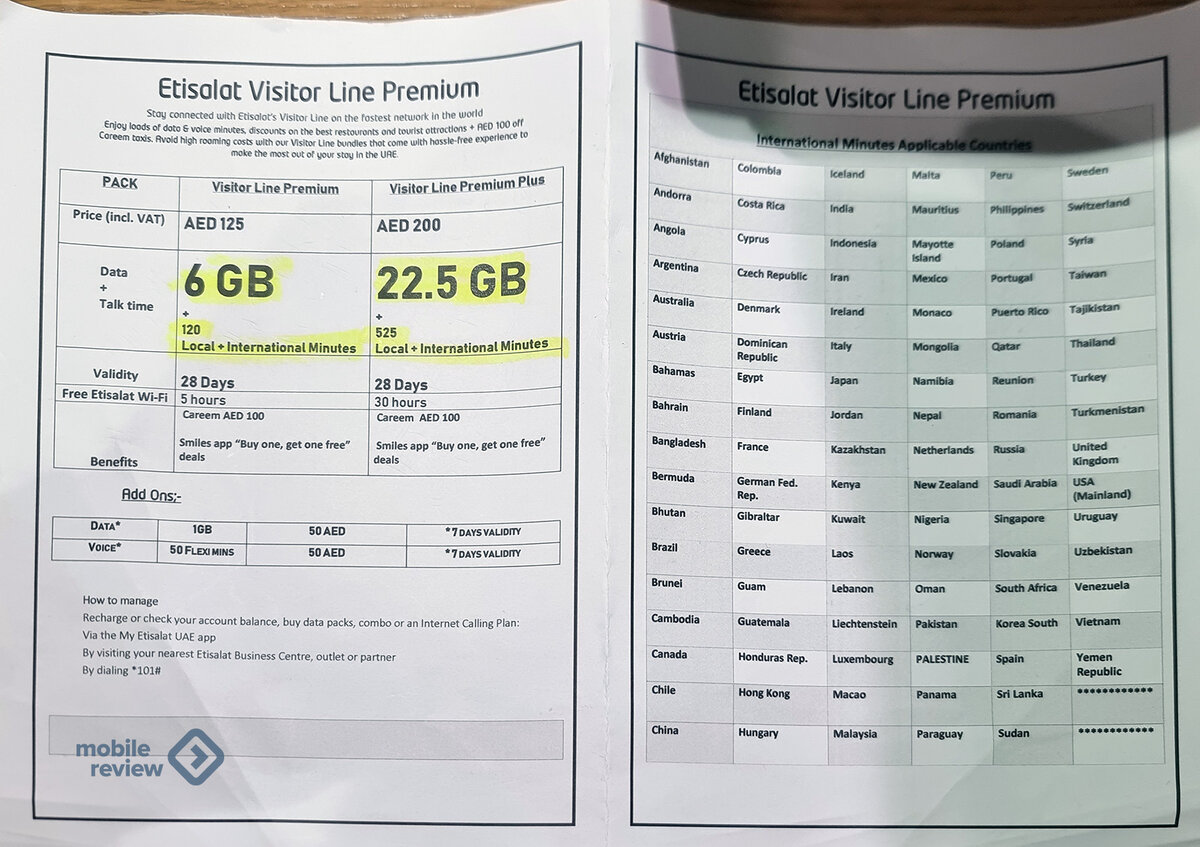 Etisalat Visitor Line Premium
Stay connected with Etisalat's Visitor Line on the fastest network in the world
Enjoy loads of data & voice minutes, discounts on the best restaurants and tourist attractions + AED 100 off
Careem taxis. Avoid high roaming costs with our Visitor Line bundles that come with hassle-free experience to
make the most out of your stay in the UAE.
PACK Visitor Line Premium Visitor Line Premium Plus
Price (incl. VAT) AED 125 AED 200
Data + Talk time
6 GB
+
120
Local + International Minutes
22.5 GB
+
525
Local + International Minutes
Validity 28 Days 28 Days
Free Etisalat Wi-Fi 5 hours 30 hours
Benefits
Careem AED 100
Smiles app “Buy one, get one free”
deals
Careem AED 100
Smiles app “Buy one, get one free”
deals
Add Ons:-
DATA* 1GB 50 AED *7 DAYS VALIDITY
VOICE* 50 FLEXI MINS 50 AED *7 DAYS VALIDITY
How to manage
Recharge or check your account balance, buy data packs, combo or an Internet Calling Plan:
Via the My Etisalat UAE app
By visiting your nearest Etisalat Business Centre, outlet or partner
By dialing *101#
mobile
review
Etisalat Visitor Line Premium
International Minutes Applicable Countries
Afghanistan Colombia Iceland Malta Peru Sweden
Andorra Costa Rica India Mauritius Philippines Switzerland
Angola Cyprus Indonesia Mayotte Island Poland Syria
Argentina Czech Republic Iran Mexico Portugal Taiwan
Australia Denmark Ireland Monaco Puerto Rico Tajikistan
Austria Dominican Republic Italy Mongolia Qatar Thailand
Bahamas Egypt Japan Namibia Reunion Turkey
Bahrain Finland Jordan Nepal Romania Turkmenistan
Bangladesh France Kazakhstan Netherlands Russia United Kingdom
Bermuda German Fed. Rep. Kenya New Zealand Saudi Arabia USA (Mainland)
Bhutan Gibraltar Kuwait Nigeria Singapore Uruguay
Brazil Greece Laos Norway Slovakia Uzbekistan
Brunei Guam Lebanon Oman South Africa Venezuela
Cambodia Guatemala Liechtenstein Pakistan Korea South Vietnam
Canada Honduras Rep. Luxembourg PALESTINE Spain Yemen Republic
Chile Hong Kong Macao Panama Sri Lanka ************
China Hungary Malaysia Paraguay Sudan ************